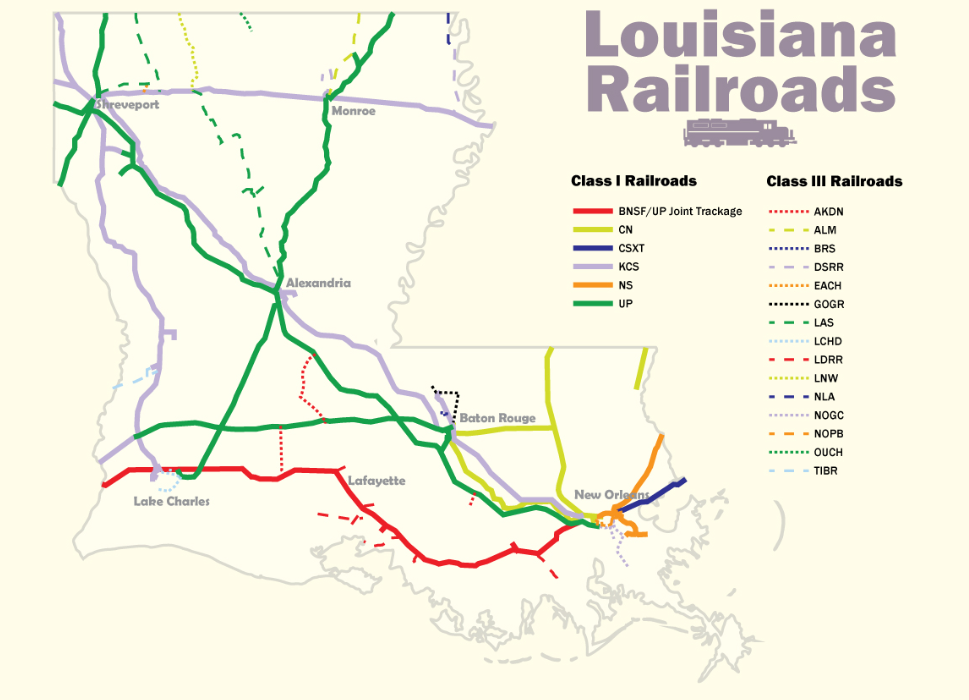 Louisiana
Railroads
Class I Railroads
BNSF/UP Joint Trackage
CN
CSXT
KCS
NS
UP
Class III Railroads
AKDN
ALM
BRS
DSRR
EACH
GOGR
LAS
LCHD
LDRR
LNW
NLA
NOGC
NOPB
OUCH
TIBR
Shreveport
Monroe
Alexandria
Baton Rouge
Lafayette
Lake Charles
New Orleans